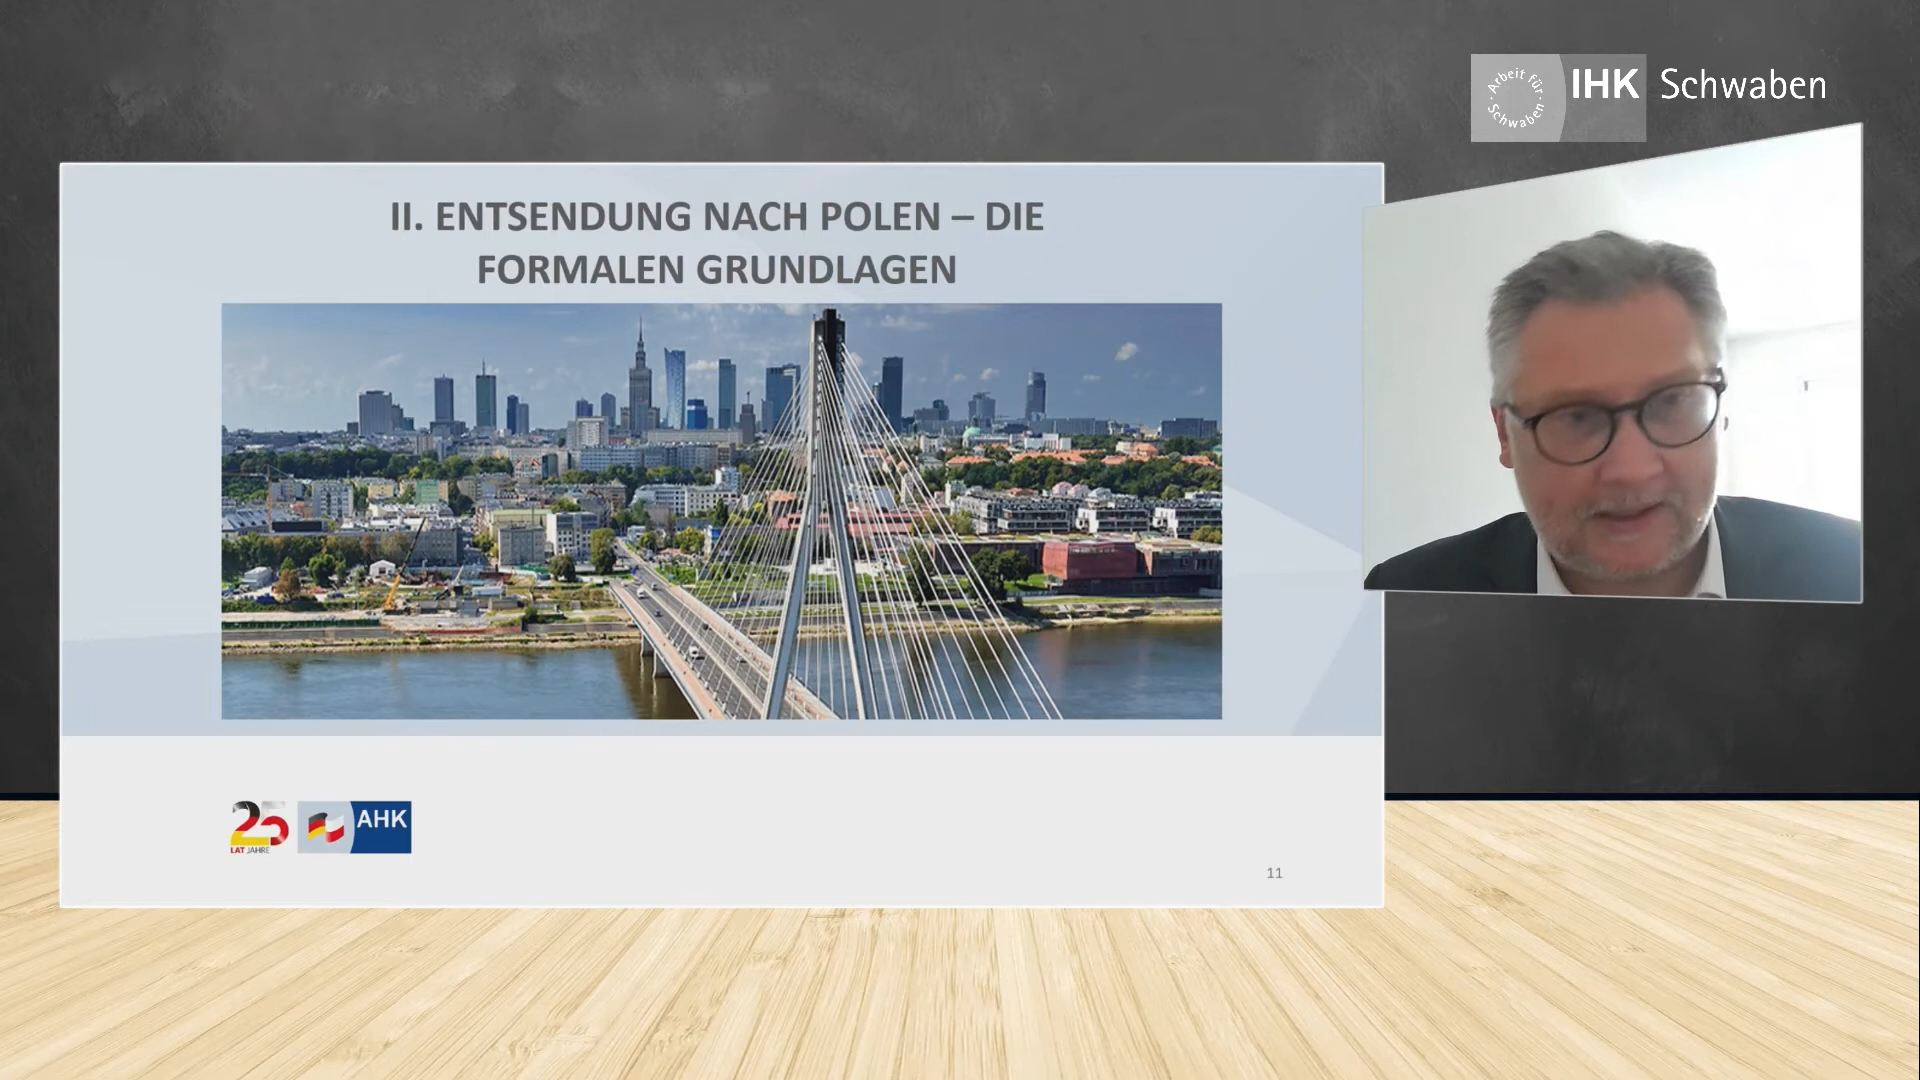 Arbeit für
Schwaben
IHK Schwaben
II. ENTSENDUNG NACH POLEN – DIE
FORMALEN GRUNDLAGEN
25
LAT JAHRE
AHK
11